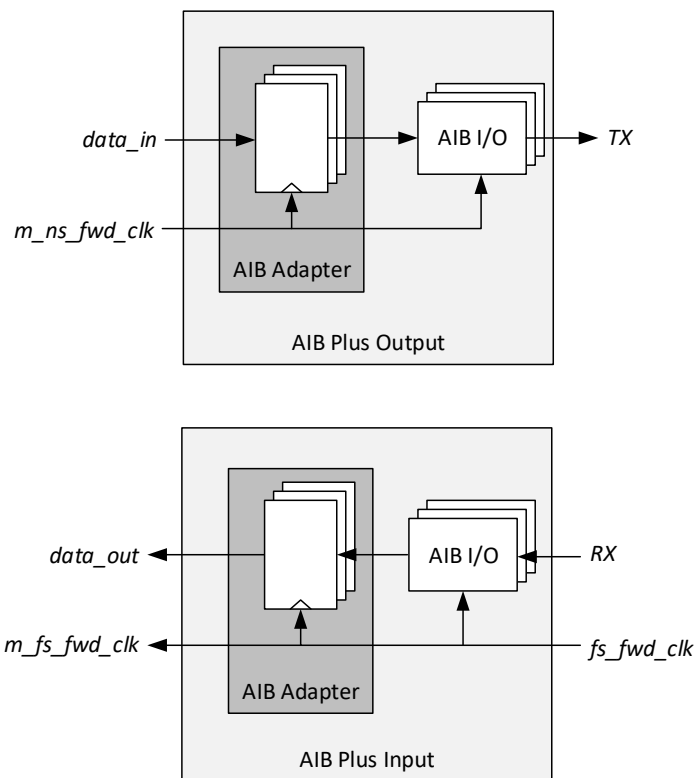 data_in
AIB I/O
TX
m_ns_fwd_clk
AIB Adapter
AIB Plus Output
data_out
AIB I/O
RX
m_fs_fwd_clk
fs_fwd_clk
AIB Adapter
AIB Plus Input